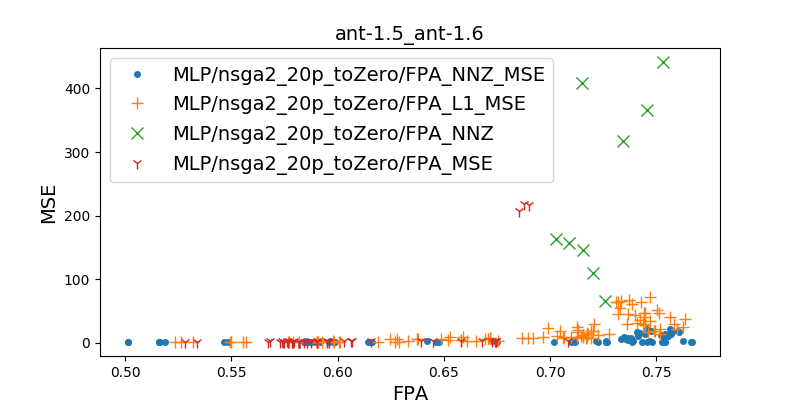 ant-1.5_ant-1.6
MLP/nsga2_20p_toZero/FPA_NNZ_MSE
MLP/nsga2_20p_toZero/FPA_L1_MSE
MLP/nsga2_20p_toZero/FPA_NNZ
MLP/nsga2_20p_toZero/FPA_MSE
MSE
400
300
200
100
0
0.50 0.55 0.60 0.65 0.70 0.75
FPA